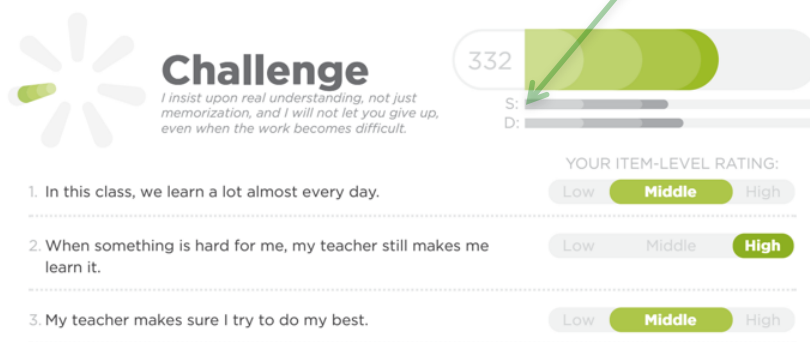 Challenge
I insist upon real understanding, not just
memorization, and I will not let you give up,
even when the work becomes difficult.
332
S:
D:
YOUR ITEM-LEVEL RATING:
1. In this class, we learn a lot almost every day.
Low Middle High
2. When something is hard for me, my teacher still makes me
learn it.
Low Middle High
3. My teacher makes sure I try to do my best.
Low Middle High